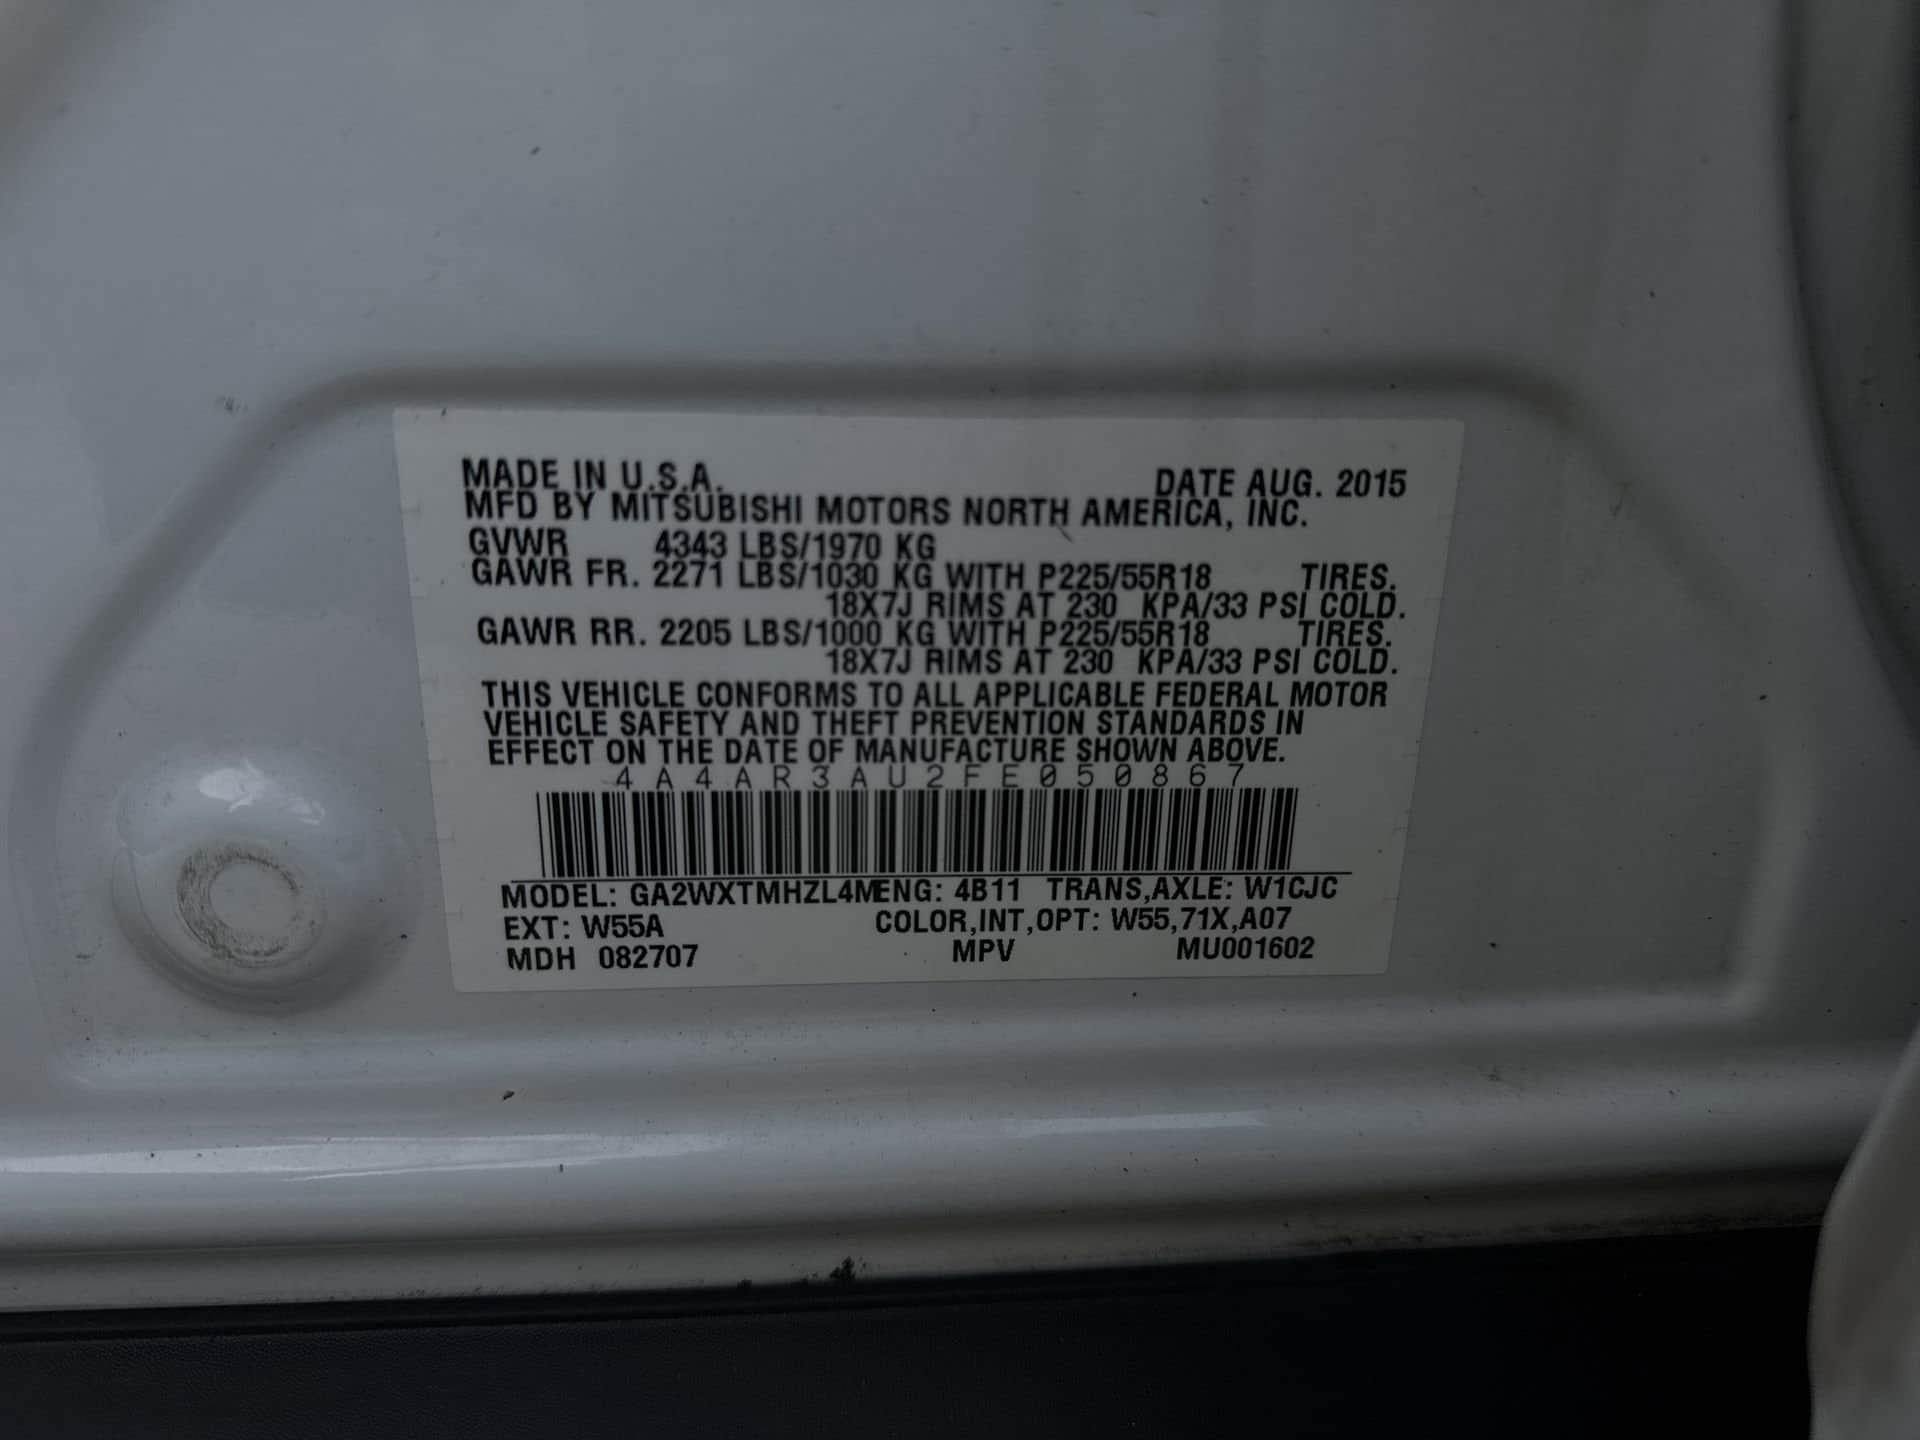 MADE IN U.S.A. DATE AUG. 2015
MFD BY MITSUBISHI MOTORS NORTH AMERICA, INC.
GVWR 4343 LBS/1970 KG
GAWR FR. 2271 LBS/1030 KG WITH P225/55R18 TIRES.
18X7J RIMS AT 230 KPA/33 PSI COLD.
GAWR RR. 2205 LBS/1000 KG WITH P225/55R18 TIRES.
18X7J RIMS AT 230 KPA/33 PSI COLD.
THIS VEHICLE CONFORMS TO ALL APPLICABLE FEDERAL MOTOR
VEHICLE SAFETY AND THEFT PREVENTION STANDARDS IN
EFFECT ON THE DATE OF MANUFACTURE SHOWN ABOVE.
4A4AR3AU2FE050867
MODEL: GA2WXTMHZL4M ENG: 4B11 TRANS,AXLE: W1CJC
EXT: W55A COLOR,INT,OPT: W55,71X,A07
MDH 082707 MPV MU001602